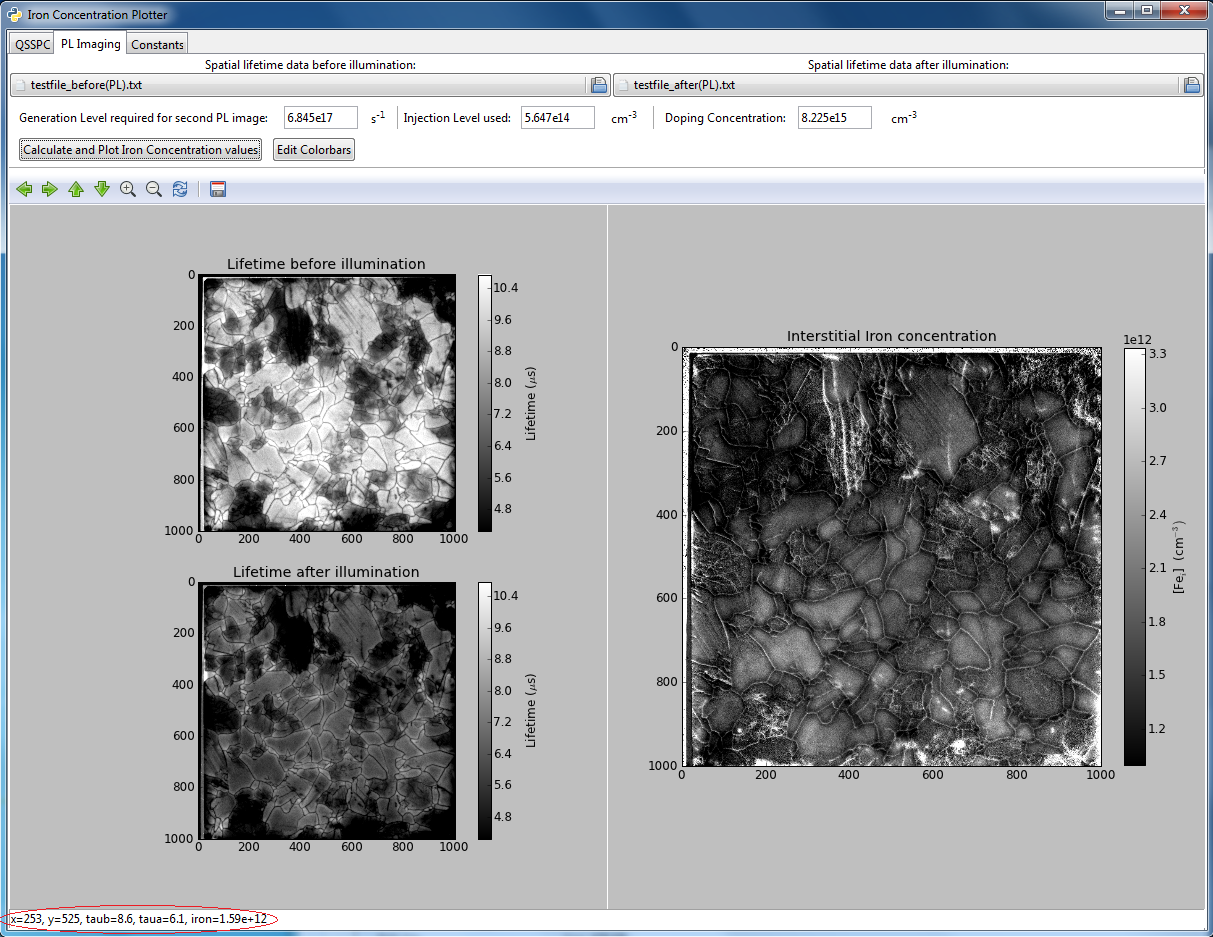 Iron Concentration Plotter
QSSPC PL Imaging Constants
Spatial lifetime data before illumination: Spatial lifetime data after illumination:
testfile_before(PL).txt testfile_after(PL).txt
Generation Level required for second PL image: 6.845e17 s-1 Injection Level used: 5.647e14 cm-3 Doping Concentration: 8.225e15 cm-3
Calculate and Plot Iron Concentration values Edit Colorbars
Lifetime before illumination
0
200
400
600
800
1000
0 200 400 600 800 1000
10.4
9.6
8.8
8.0
7.2
6.4
5.6
4.8
Lifetime (μs)
Lifetime after illumination
0
200
400
600
800
1000
0 200 400 600 800 1000
10.4
9.6
8.8
8.0
7.2
6.4
5.6
4.8
Lifetime (μs)
Interstitial Iron concentration
0
200
400
600
800
1000
0 200 400 600 800 1000
1e12
3.3
3.0
2.7
2.4
2.1
1.8
1.5
1.2
[Fei] (cm−3)
x=253, y=525, taub=8.6, taua=6.1, iron=1.59e+12